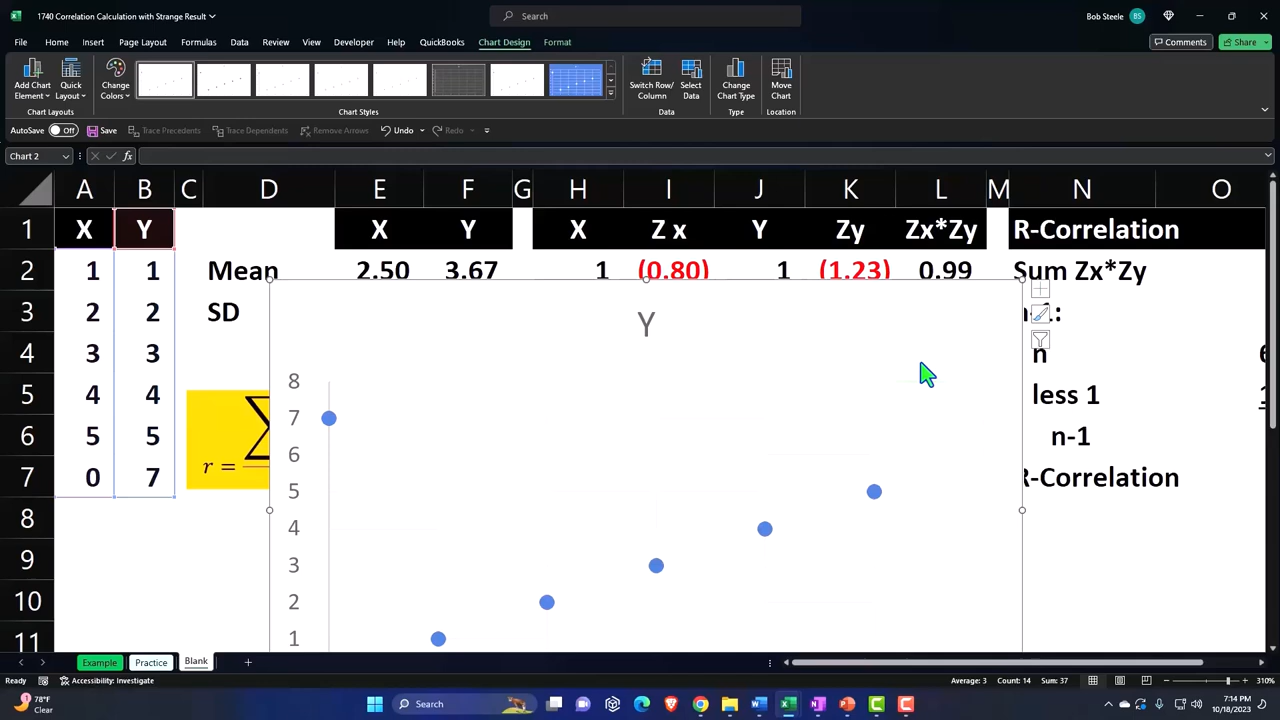 1740 Correlation Calculation with Strange Result
Search
Bob Steele BS
File Home Insert Page Layout Formulas Data Review View Developer Help QuickBooks Chart Design Format
Comments Share
Add Chart Element Quick Layout Change Colors Switch Row/Column Select Data Change Chart Type Move Chart
Chart Layouts Chart Styles Data Type Location
AutoSave Off Save Trace Precedents Trace Dependents Remove Arrows Undo Redo
Chart 2 fx
A B C D E F G H I J K L M N O
1 X Y X Y X Z x Y Zy Zx*Zy R-Correlation
2 1 1 Mean 2.50 3.67 1 (0.80) 1 (1.23) 0.99 Sum Zx*Zy
3 2 2 SD
Y
4 3 3 n
8
5 4 4 less 1
7
6 5 5 n-1
6
r = ∑
7 0 7 R-Correlation
5
8
4
9
3
10
2
11
1
Example Practice Blank
Ready Accessibility: Investigate Average: 3 Count: 14 Sum: 37 310%
78°F
Clear
Search
7:14 PM
10/18/2023